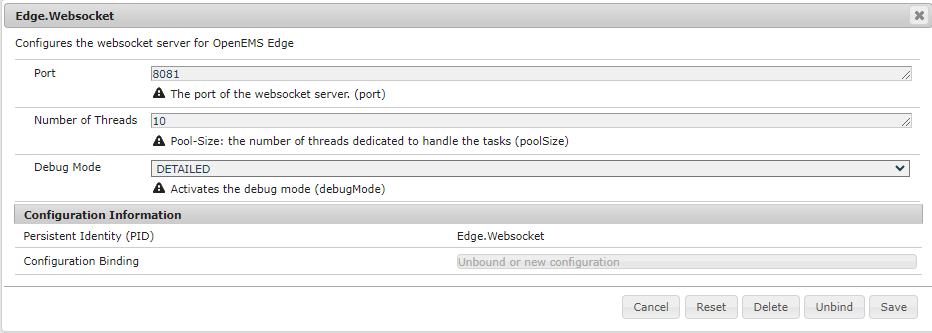 Edge.Websocket
Configures the websocket server for OpenEMS Edge
Port
8081
The port of the websocket server. (port)
Number of Threads
10
Pool-Size: the number of threads dedicated to handle the tasks (poolSize)
Debug Mode
DETAILED
Activates the debug mode (debugMode)
Configuration Information
Persistent Identity (PID) Edge.Websocket
Configuration Binding Unbound or new configuration
Cancel Reset Delete Unbind Save